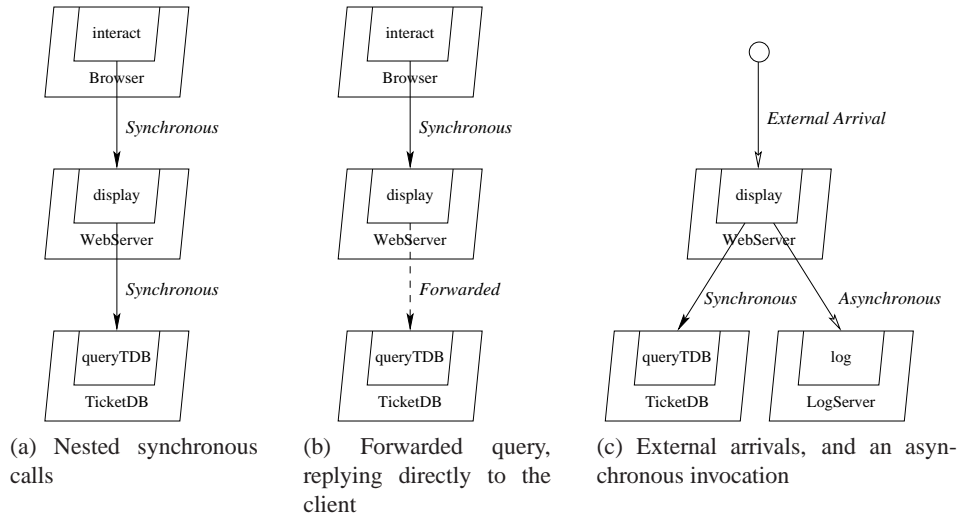 interact
Browser
Synchronous
display
WebServer
Synchronous
queryTDB
TicketDB
(a) Nested synchronous
calls
interact
Browser
Synchronous
display
WebServer
Forwarded
queryTDB
TicketDB
(b) Forwarded query,
replying directly to the
client
External Arrival
display
WebServer
Synchronous
Asynchronous
queryTDB
TicketDB
log
LogServer
(c) External arrivals, and an asyn-
chronous invocation